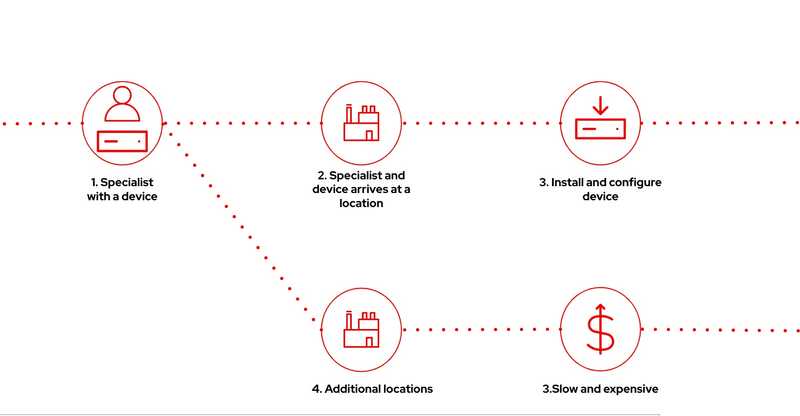 1. Specialist
with a device
2. Specialist and
device arrives at a
location
3. Install and configure
device
4. Additional locations
3.Slow and expensive